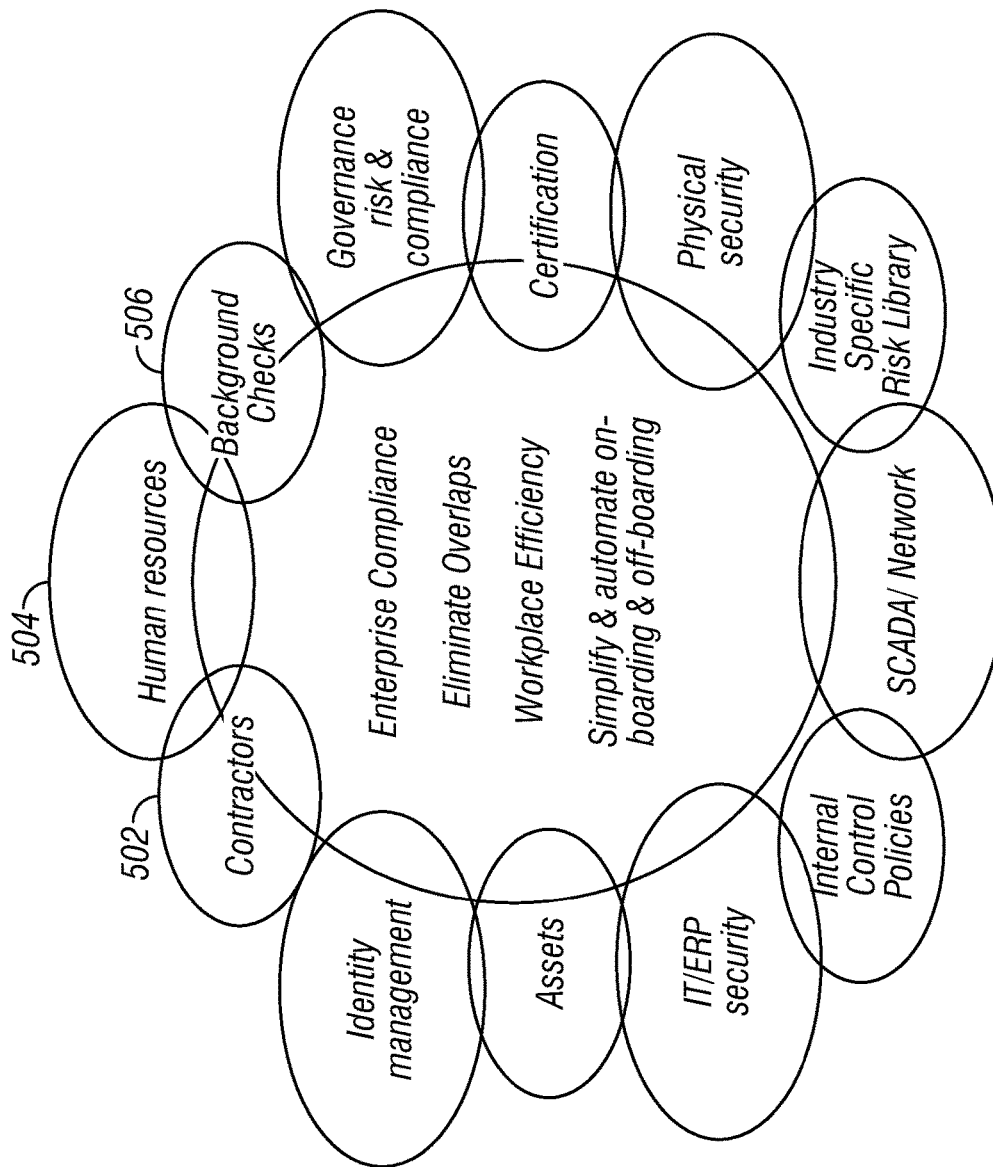 504
Human resources
502
Contractors
506
Background
Checks
Identity
management
Governance
risk &
compliance
Enterprise Compliance
Eliminate Overlaps
Workplace Efficiency
Simplify & automate on-
boarding & off-boarding
Assets
Certification
IT/ERP
security
Physical
security
Internal
Control
Policies
SCADA/ Network
Industry
Specific
Risk Library